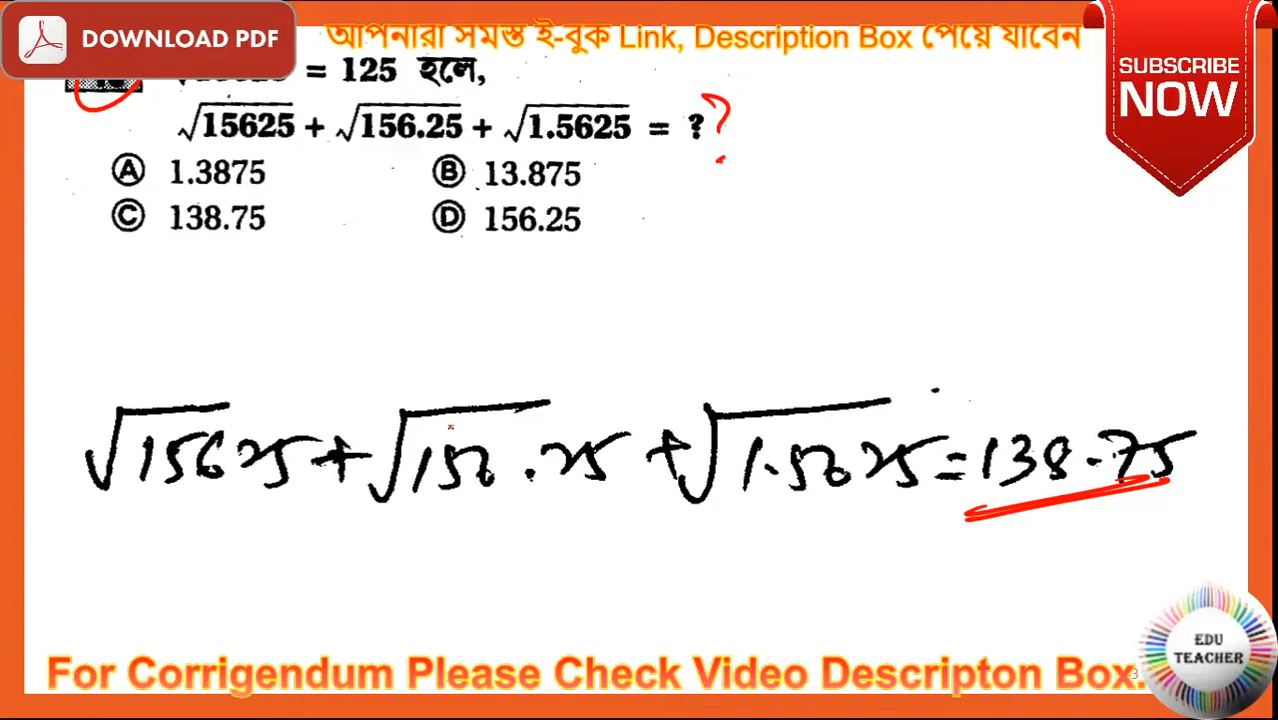 DOWNLOAD PDF
আপনারা সমস্ত ই-বুক Link, Description Box পেয়ে যাবেন
SUBSCRIBE
NOW
= 125 হলে,
√15625 + √156.25 + √1.5625 = ? ?
Ⓐ 1.3875 Ⓑ 13.875
Ⓒ 138.75 Ⓓ 156.25
√15625 + √156.25 + √1.5625 = 138.75
EDU
TEACHER
For Corrigendum Please Check Video Descripton Box.